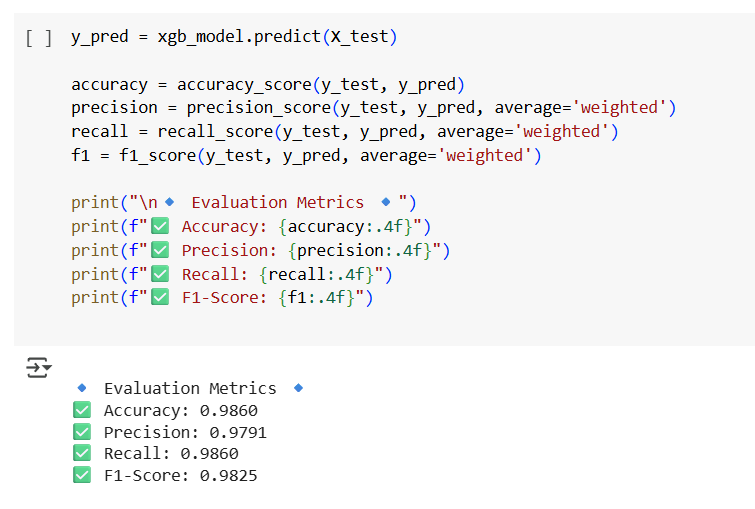 [ ] y_pred = xgb_model.predict(X_test)
accuracy = accuracy_score(y_test, y_pred)
precision = precision_score(y_test, y_pred, average='weighted')
recall = recall_score(y_test, y_pred, average='weighted')
f1 = f1_score(y_test, y_pred, average='weighted')
print("\n🔹 Evaluation Metrics 🔹")
print(f"✅ Accuracy: {accuracy:.4f}")
print(f"✅ Precision: {precision:.4f}")
print(f"✅ Recall: {recall:.4f}")
print(f"✅ F1-Score: {f1:.4f}")
🔹 Evaluation Metrics 🔹
✅ Accuracy: 0.9860
✅ Precision: 0.9791
✅ Recall: 0.9860
✅ F1-Score: 0.9825